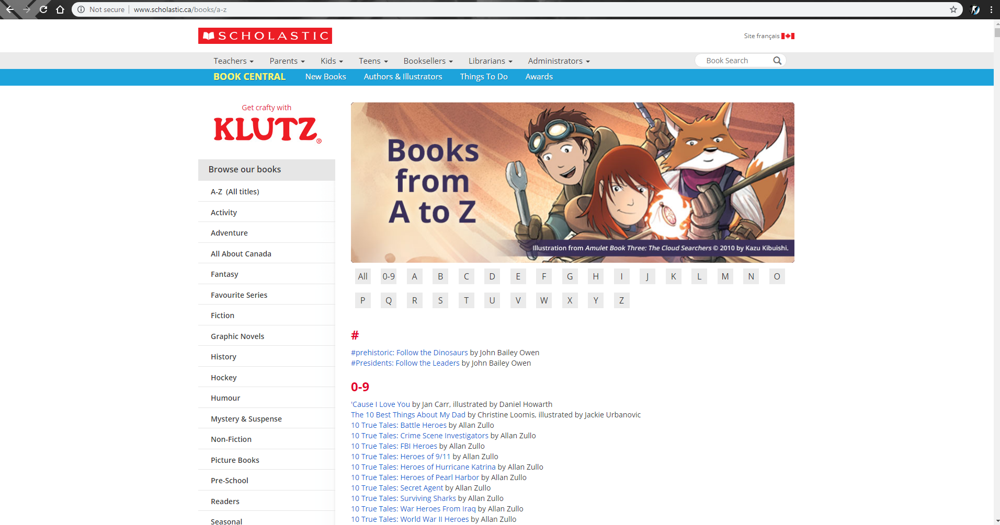 Not secure www.scholastic.ca/books/a-z
SCHOLASTIC
Site français
Teachers Parents Kids Teens Booksellers Librarians Administrators Book Search
BOOK CENTRAL New Books Authors & Illustrators Things To Do Awards
Get crafty with
KLUTZ®
Browse our books
A-Z (All titles)
Activity
Adventure
All About Canada
Fantasy
Favourite Series
Fiction
Graphic Novels
History
Hockey
Humour
Mystery & Suspense
Non-Fiction
Picture Books
Pre-School
Readers
Seasonal
Books
from
A to Z
Illustration from Amulet Book Three: The Cloud Searchers © 2010 by Kazu Kibuishi.
All 0-9 A B C D E F G H I J K L M N O
P Q R S T U V W X Y Z
#
#prehistoric: Follow the Dinosaurs by John Bailey Owen
#Presidents: Follow the Leaders by John Bailey Owen
0-9
'Cause I Love You by Jan Carr, illustrated by Daniel Howarth
The 10 Best Things About My Dad by Christine Loomis, illustrated by Jackie Urbanovic
10 True Tales: Battle Heroes by Allan Zullo
10 True Tales: Crime Scene Investigators by Allan Zullo
10 True Tales: FBI Heroes by Allan Zullo
10 True Tales: Heroes of 9/11 by Allan Zullo
10 True Tales: Heroes of Hurricane Katrina by Allan Zullo
10 True Tales: Heroes of Pearl Harbor by Allan Zullo
10 True Tales: Secret Agent by Allan Zullo
10 True Tales: Surviving Sharks by Allan Zullo
10 True Tales: War Heroes From Iraq by Allan Zullo
10 True Tales: World War II Heroes by Allan Zullo